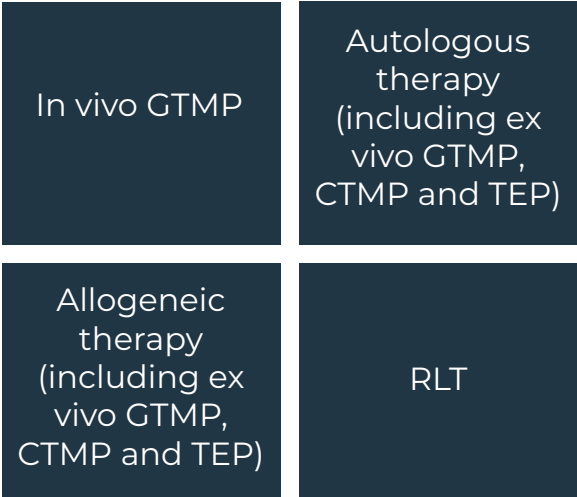 In vivo GTMP
Autologous
therapy
(including ex
vivo GTMP,
CTMP and TEP)
Allogeneic
therapy
(including ex
vivo GTMP,
CTMP and TEP)
RLT